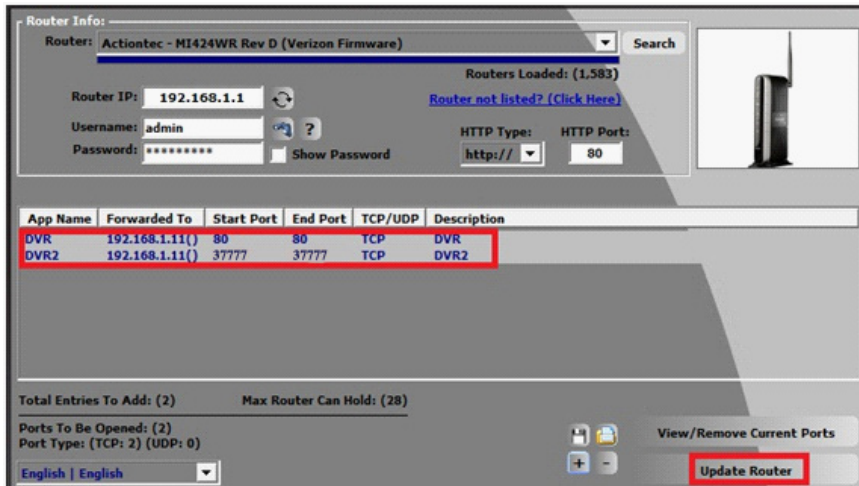 Router Info:
Router: Actiontec - MI424WR Rev D (Verizon Firmware) Search
Routers Loaded: (1,583)
Router IP: 192.168.1.1 Router not listed? (Click Here)
Username: admin ? HTTP Type: HTTP Port:
Password: ********* Show Password http:// 80
App Name Forwarded To Start Port End Port TCP/UDP Description
DVR 192.168.1.11() 80 80 TCP DVR
DVR2 192.168.1.11() 37777 37777 TCP DVR2
Total Entries To Add: (2) Max Router Can Hold: (28)
Ports To Be Opened: (2)
Port Type: (TCP: 2) (UDP: 0)
View/Remove Current Ports
English | English + - Update Router